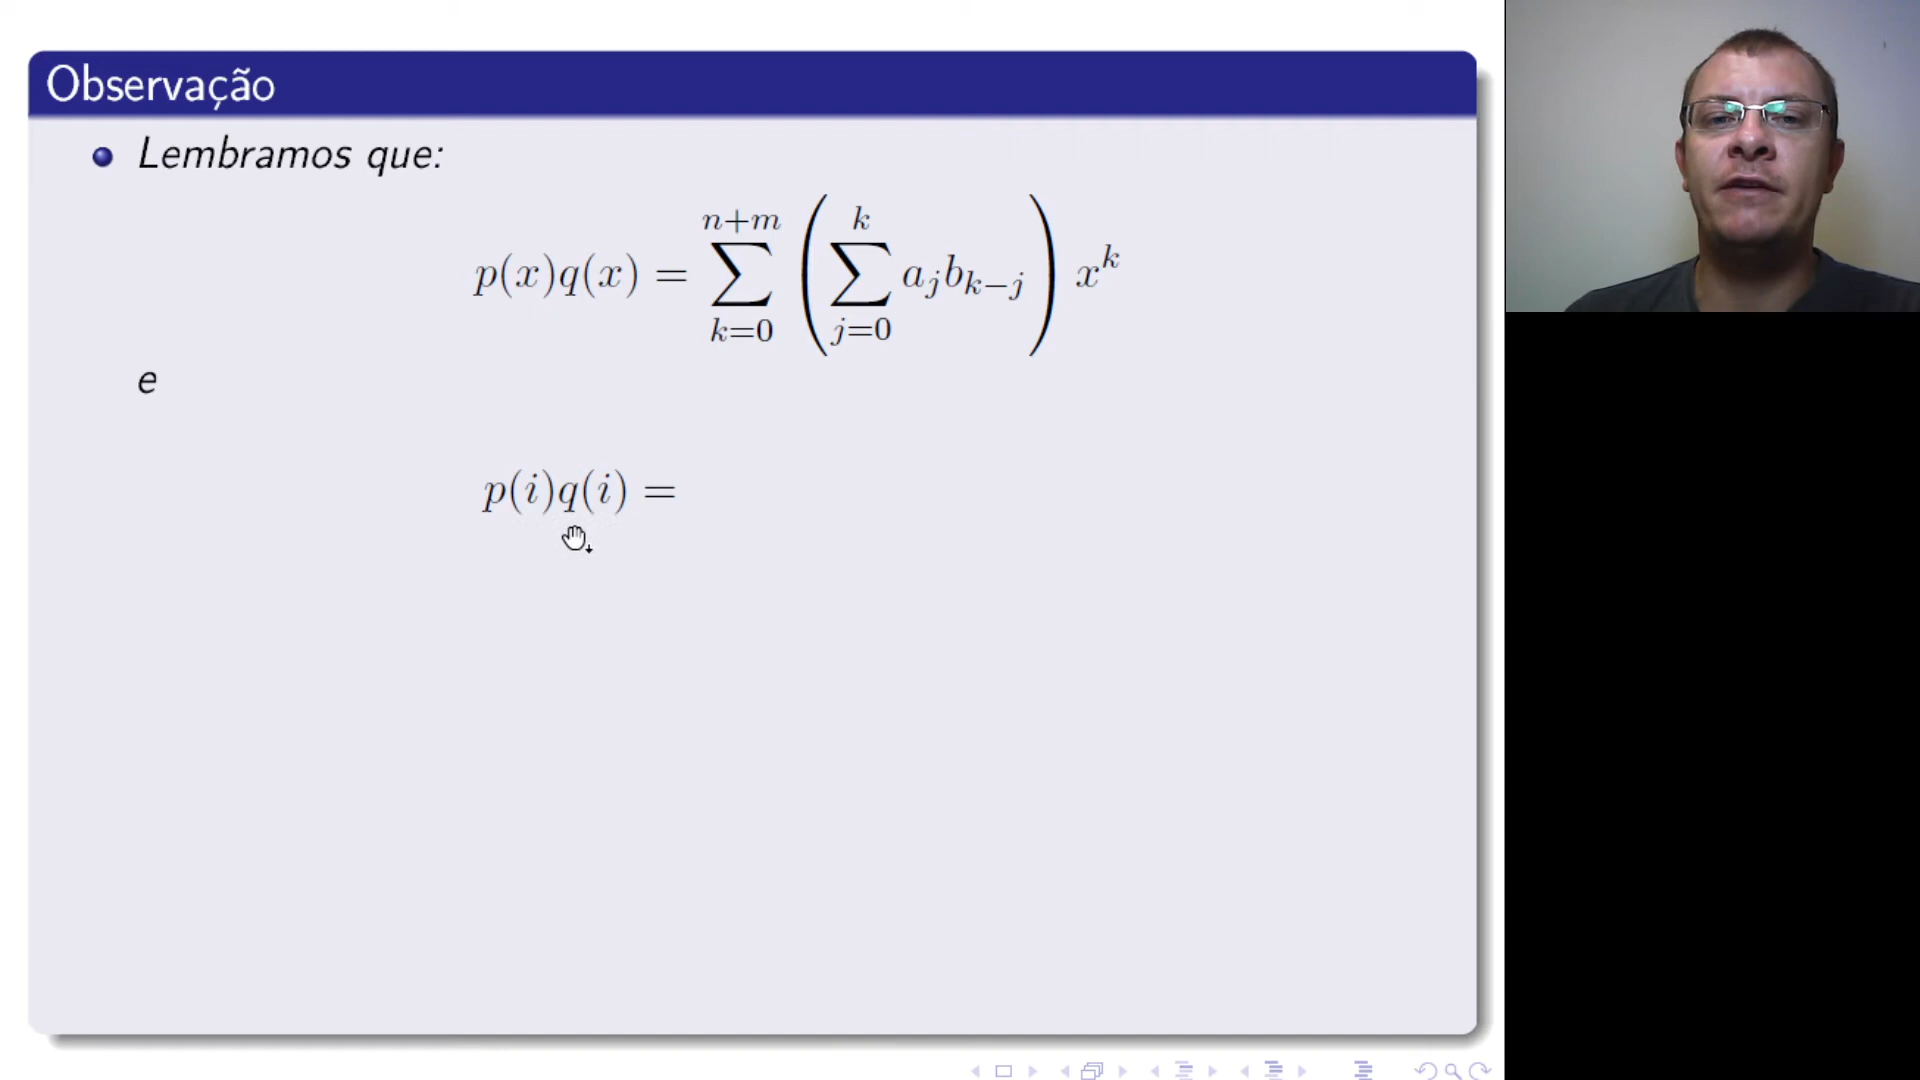 Observação
Lembramos que:
p(x)q(x) = \sum_{k=0}^{n+m} \left( \sum_{j=0}^{k} a_j b_{k-j} \right) x^k
e
p(i)q(i) =